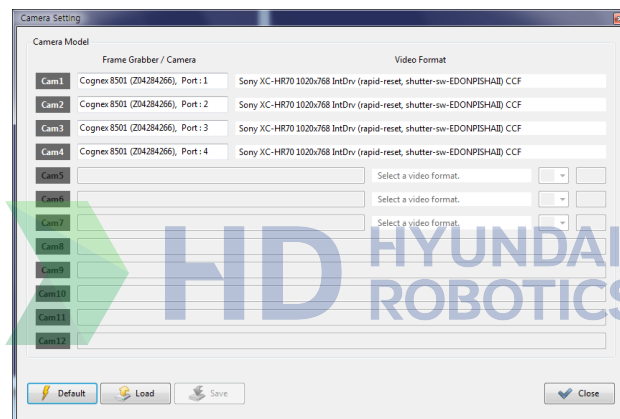 Camera Setting
Camera Model
Frame Grabber / Camera Video Format
Cam1 Cognex 8501 (Z04284266), Port : 1 Sony XC-HR70 1020x768 IntDrv (rapid-reset, shutter-sw-EDONPISHAII) CCF
Cam2 Cognex 8501 (Z04284266), Port : 2 Sony XC-HR70 1020x768 IntDrv (rapid-reset, shutter-sw-EDONPISHAII) CCF
Cam3 Cognex 8501 (Z04284266), Port : 3 Sony XC-HR70 1020x768 IntDrv (rapid-reset, shutter-sw-EDONPISHAII) CCF
Cam4 Cognex 8501 (Z04284266), Port : 4 Sony XC-HR70 1020x768 IntDrv (rapid-reset, shutter-sw-EDONPISHAII) CCF
Cam5 Select a video format.
Cam6 Select a video format.
Cam7 Select a video format.
Cam8
Cam9
Cam10
Cam11
Cam12
HD HYUNDAI
ROBOTICS
Default Load Save Close